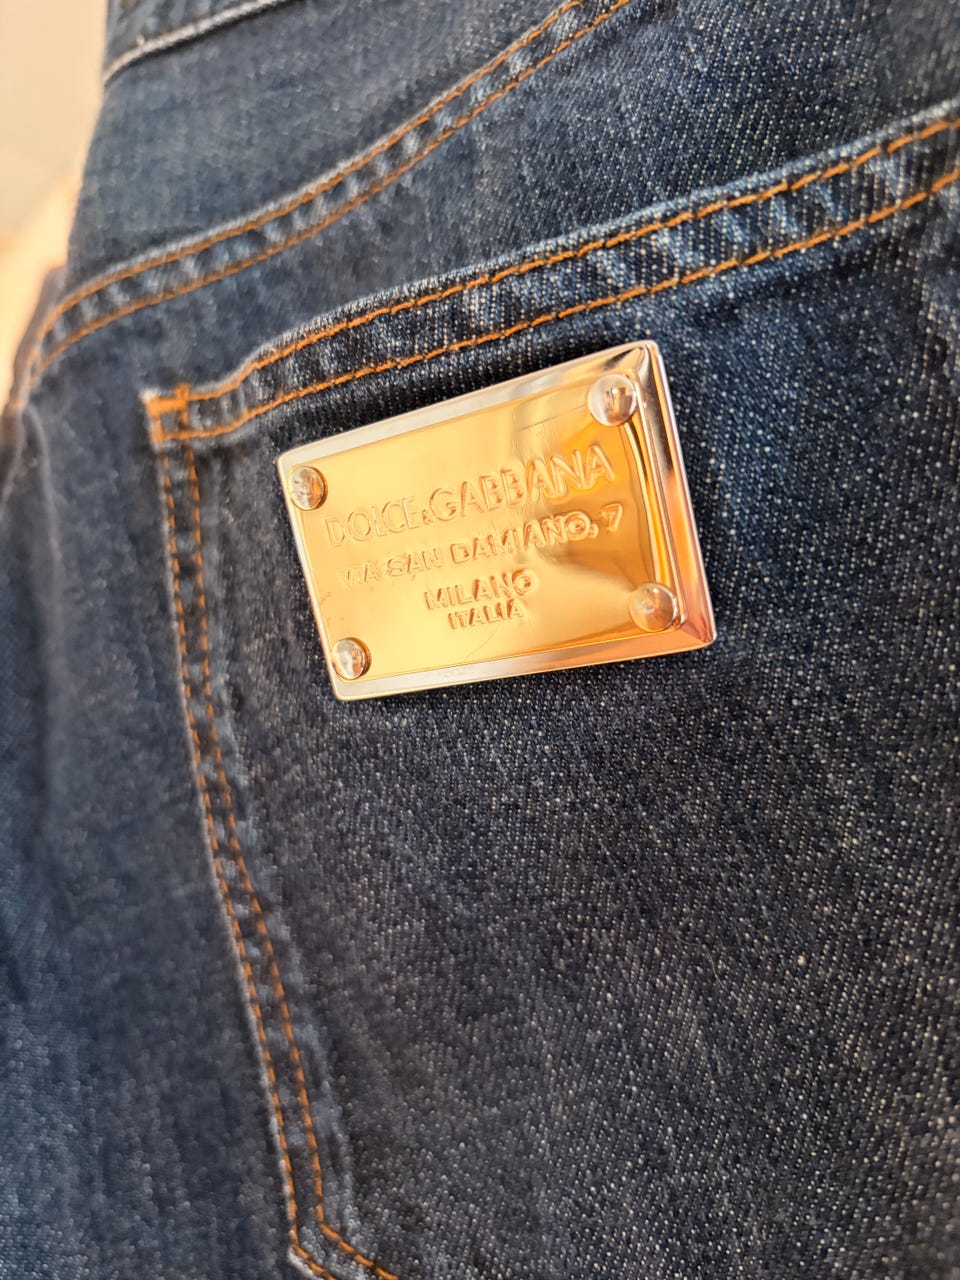 DOLCE&GABBANA
VIA SAN DAMIANO, 7
MILANO
ITALIA